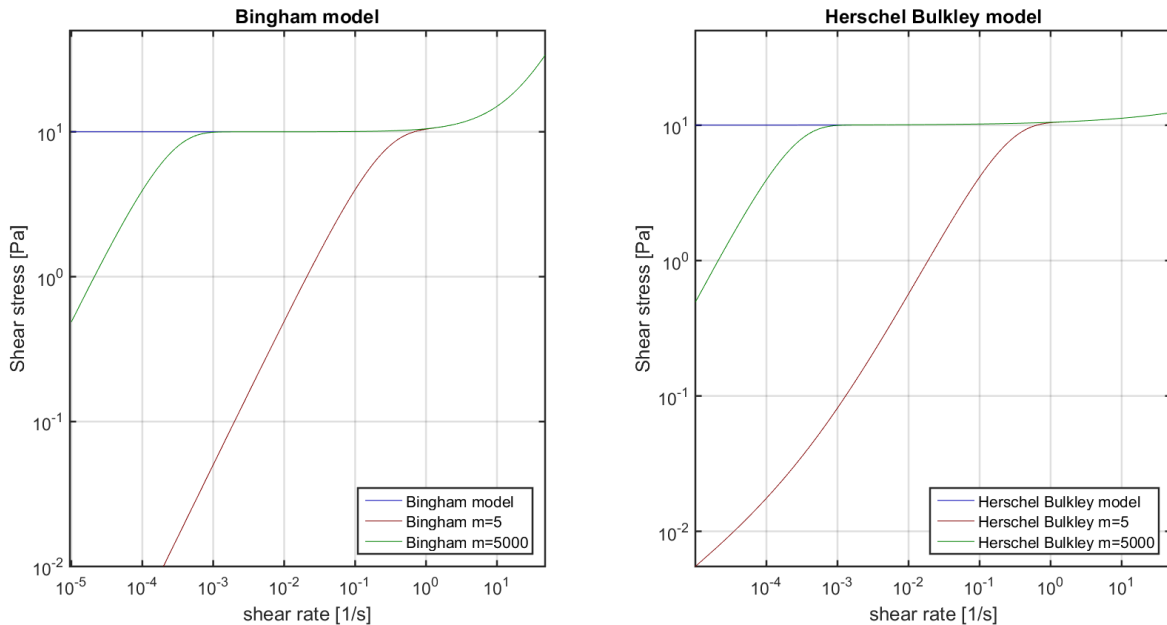 Bingham model
Shear stress [Pa]
10^1
10^0
10^-1
10^-2
10^-5
10^-4
10^-3
10^-2
10^-1
10^0
10^1
shear rate [1/s]
Bingham model
Bingham m=5
Bingham m=5000
Herschel Bulkley model
Shear stress [Pa]
10^1
10^0
10^-1
10^-2
10^-4
10^-3
10^-2
10^-1
10^0
10^1
shear rate [1/s]
Herschel Bulkley model
Herschel Bulkley m=5
Herschel Bulkley m=5000